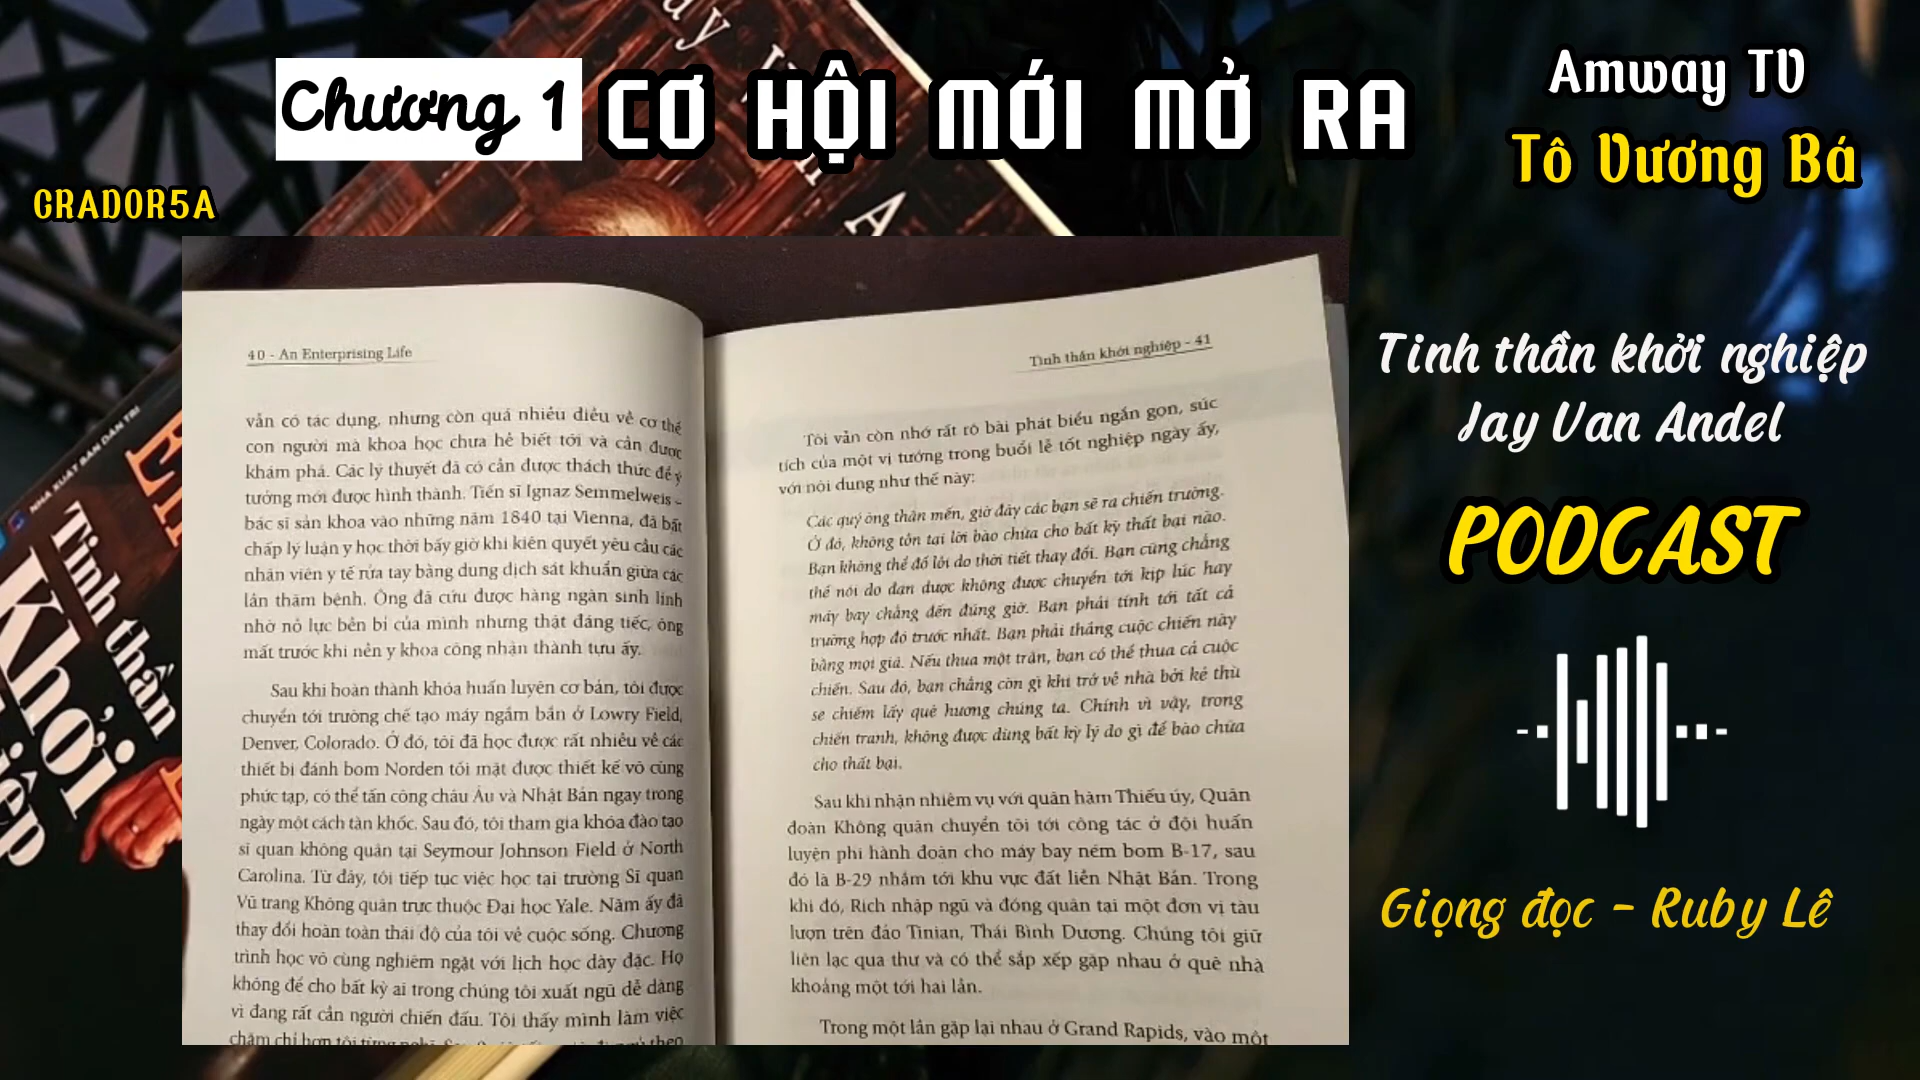 Chương 1 CƠ HỘI MỚI MỞ RA
Amway TV
Tô Vương Bá
GRADOR5A
Tinh thần khởi nghiệp
Jay Van Andel
PODCAST
Giọng đọc - Ruby Lê
NHÀ XUẤT BẢN DÂN TRÍ
Tinh thần
Khởi
40 - An Enterprising Life
vẫn có tác dụng, nhưng còn quá nhiều điều về cơ thể
con người mà khoa học chưa hề biết tới và cần được
khám phá. Các lý thuyết đã có cần được thách thức để ý
tưởng mới được hình thành. Tiến sĩ Ignaz Semmelweis -
bác sĩ sản khoa vào những năm 1840 tại Vienna, đã bất
chấp lý luận y học thời bấy giờ khi kiên quyết yêu cầu các
nhân viên y tế rửa tay bằng dung dịch sát khuẩn giữa các
lần thăm bệnh. Ông đã cứu được hàng ngàn sinh linh
nhờ nỗ lực bền bỉ của mình nhưng thật đáng tiếc, ông
mất trước khi nền y khoa công nhận thành tựu ấy.
Sau khi hoàn thành khóa huấn luyện cơ bản, tôi được
chuyển tới trường chế tạo máy ngắm bắn ở Lowry Field,
Denver, Colorado. Ở đó, tôi đã học được rất nhiều về các
thiết bị đánh bom Norden tối mật được thiết kế vô cùng
phức tạp, có thể tấn công châu Âu và Nhật Bản ngay trong
ngày một cách tàn khốc. Sau đó, tôi tham gia khóa đào tạo
sĩ quan không quân tại Seymour Johnson Field ở North
Carolina. Từ đây, tôi tiếp tục việc học tại trường Sĩ quan
Vũ trang Không quân trực thuộc Đại học Yale. Năm ấy đã
thay đổi hoàn toàn thái độ của tôi về cuộc sống. Chương
trình học vô cùng nghiêm ngặt với lịch học dày đặc. Họ
không để cho bất kỳ ai trong chúng tôi xuất ngũ dễ dàng
vì đang rất cần người chiến đấu. Tôi thấy mình làm việc
chăm chỉ hơn tôi từng nghĩ.
Tinh thần khởi nghiệp - 41
Tôi vẫn còn nhớ rất rõ bài phát biểu ngắn gọn, súc
tích của một vị tướng trong buổi lễ tốt nghiệp ngày ấy,
với nội dung như thế này:
Các quý ông thân mến, giờ đây các bạn sẽ ra chiến trường.
Ở đó, không tồn tại lời bào chữa cho bất kỳ thất bại nào.
Bạn không thể đổ lỗi do thời tiết thay đổi. Bạn cũng chẳng
thể nói do đạn dược không được chuyển tới kịp lúc hay
máy bay chẳng đến đúng giờ. Bạn phải tính tới tất cả
trường hợp đó trước nhất. Bạn phải thắng cuộc chiến này
bằng mọi giá. Nếu thua một trận, bạn có thể thua cả cuộc
chiến. Sau đó, bạn chẳng còn gì khi trở về nhà bởi kẻ thù
sẽ chiếm lấy quê hương chúng ta. Chính vì vậy, trong
chiến tranh, không được dùng bất kỳ lý do gì để bào chữa
cho thất bại.
Sau khi nhận nhiệm vụ với quân hàm Thiếu úy, Quân
đoàn Không quân chuyển tôi tới công tác ở đội huấn
luyện phi hành đoàn cho máy bay ném bom B-17, sau
đó là B-29 nhắm tới khu vực đất liền Nhật Bản. Trong
khi đó, Rich nhập ngũ và đóng quân tại một đơn vị tàu
lượn trên đảo Tinian, Thái Bình Dương. Chúng tôi giữ
liên lạc qua thư và có thể sắp xếp gặp nhau ở quê nhà
khoảng một tới hai lần.
Trong một lần gặp lại nhau ở Grand Rapids, vào một